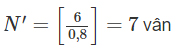 N' = [6/0,8] = 7 vân